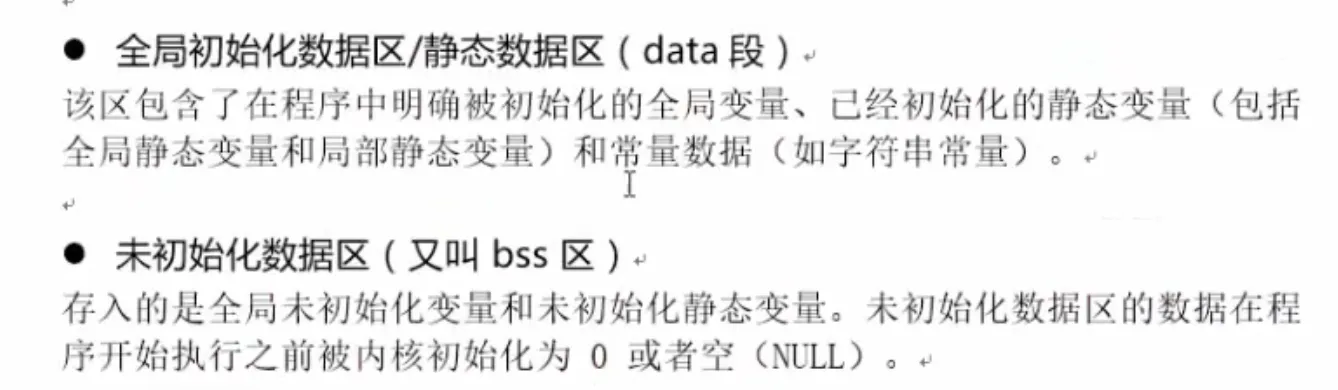 ● 全局初始化数据区/静态数据区（data 段）
该区包含了在程序中明确被初始化的全局变量、已经初始化的静态变量（包括
全局静态变量和局部静态变量）和常量数据（如字符串常量）。
● 未初始化数据区（又叫 bss 区）
存入的是全局未初始化变量和未初始化静态变量。未初始化数据区的数据在程
序开始执行之前被内核初始化为 0 或者空（NULL）。